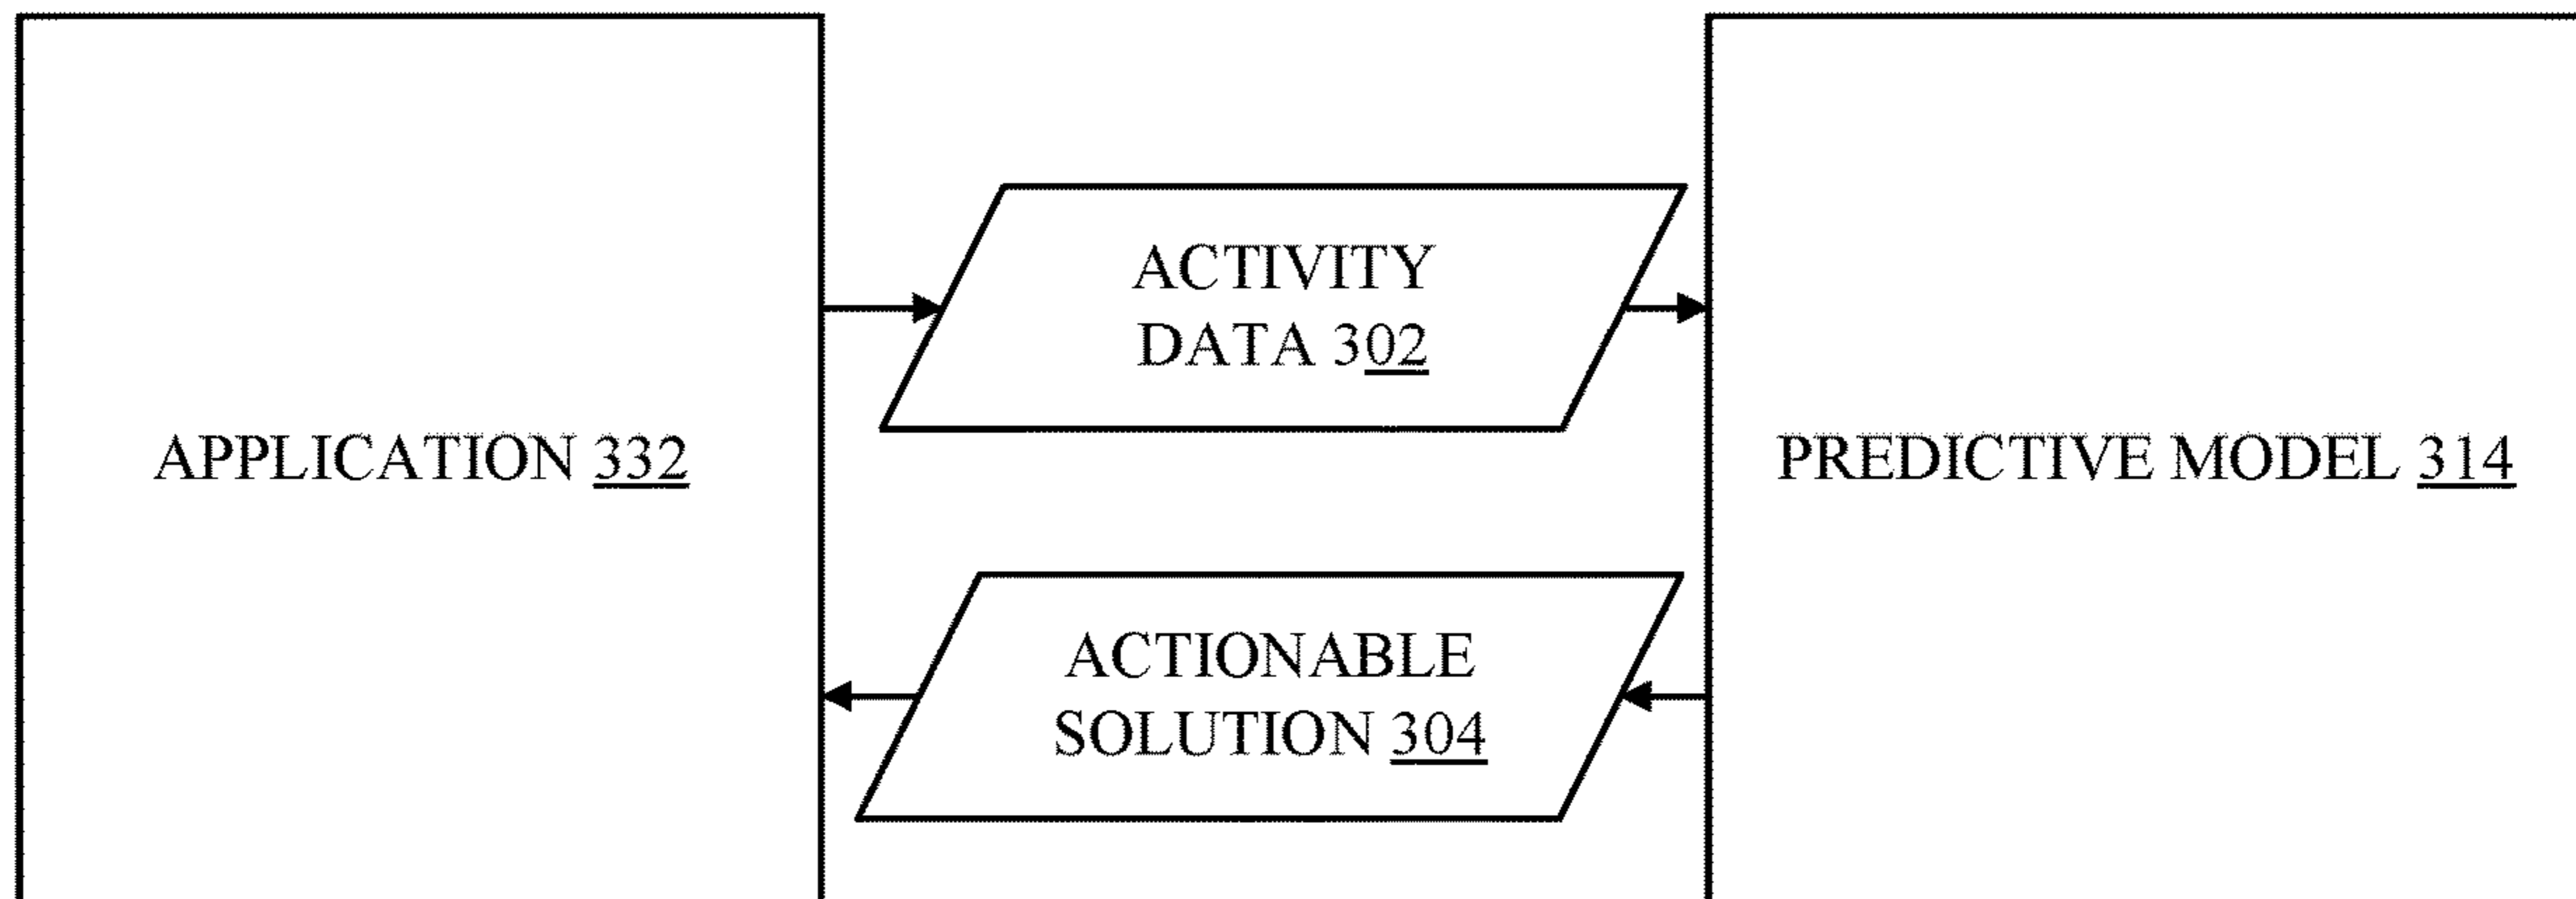 ACTIVITY
DATA 302
APPLICATION 332
PREDICTIVE MODEL 314
ACTIONABLE
SOLUTION 304